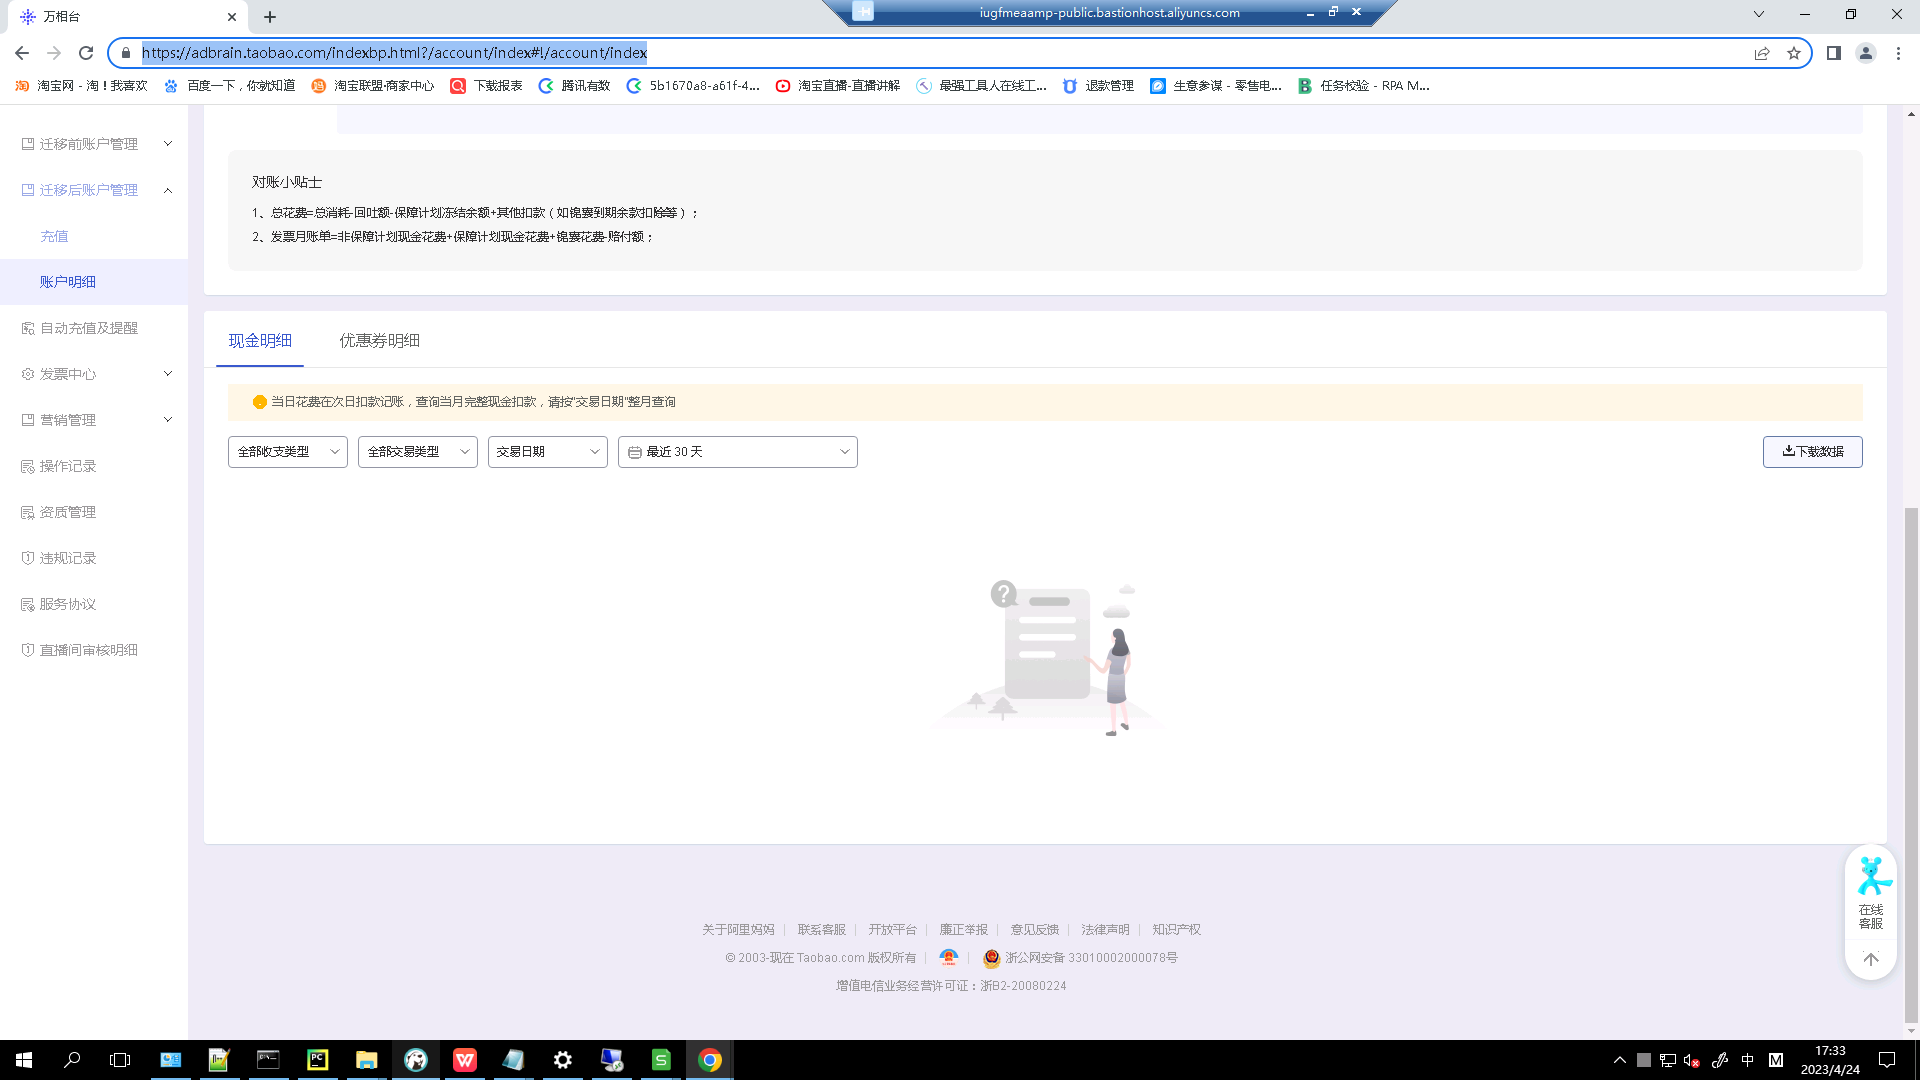 万相台
iugfmeaamp-public.bastionhost.aliyuncs.com
https://adbrain.taobao.com/indexbp.html?/account/index#!/account/index
淘宝网 - 淘！我喜欢
百度一下，你就知道
淘宝联盟·商家中心
下载报表
腾讯有数
5b1670a8-a61f-4...
淘宝直播-直播讲解
最强工具人在线工...
退款管理
生意参谋 - 零售电...
任务校验 - RPA M...
迁移前账户管理
迁移后账户管理
充值
账户明细
自动充值及提醒
发票中心
营销管理
操作记录
资质管理
违规记录
服务协议
直播间审核明细
对账小贴士
1、总花费=总消耗-回吐额-保障计划冻结余额+其他扣款（如锦囊到期余款扣除等）；
2、发票月账单=非保障计划现金花费+保障计划现金花费+锦囊花费-赔付额；
现金明细
优惠券明细
当日花费在次日扣款记账，查询当月完整现金扣款，请按"交易日期"整月查询
全部收支类型
全部交易类型
交易日期
最近 30 天
下载数据
在线
客服
关于阿里妈妈
联系客服
开放平台
廉正举报
意见反馈
法律声明
知识产权
© 2003-现在 Taobao.com 版权所有
浙公网安备 33010002000078号
增值电信业务经营许可证：浙B2-20080224
中
M
17:33
2023/4/24